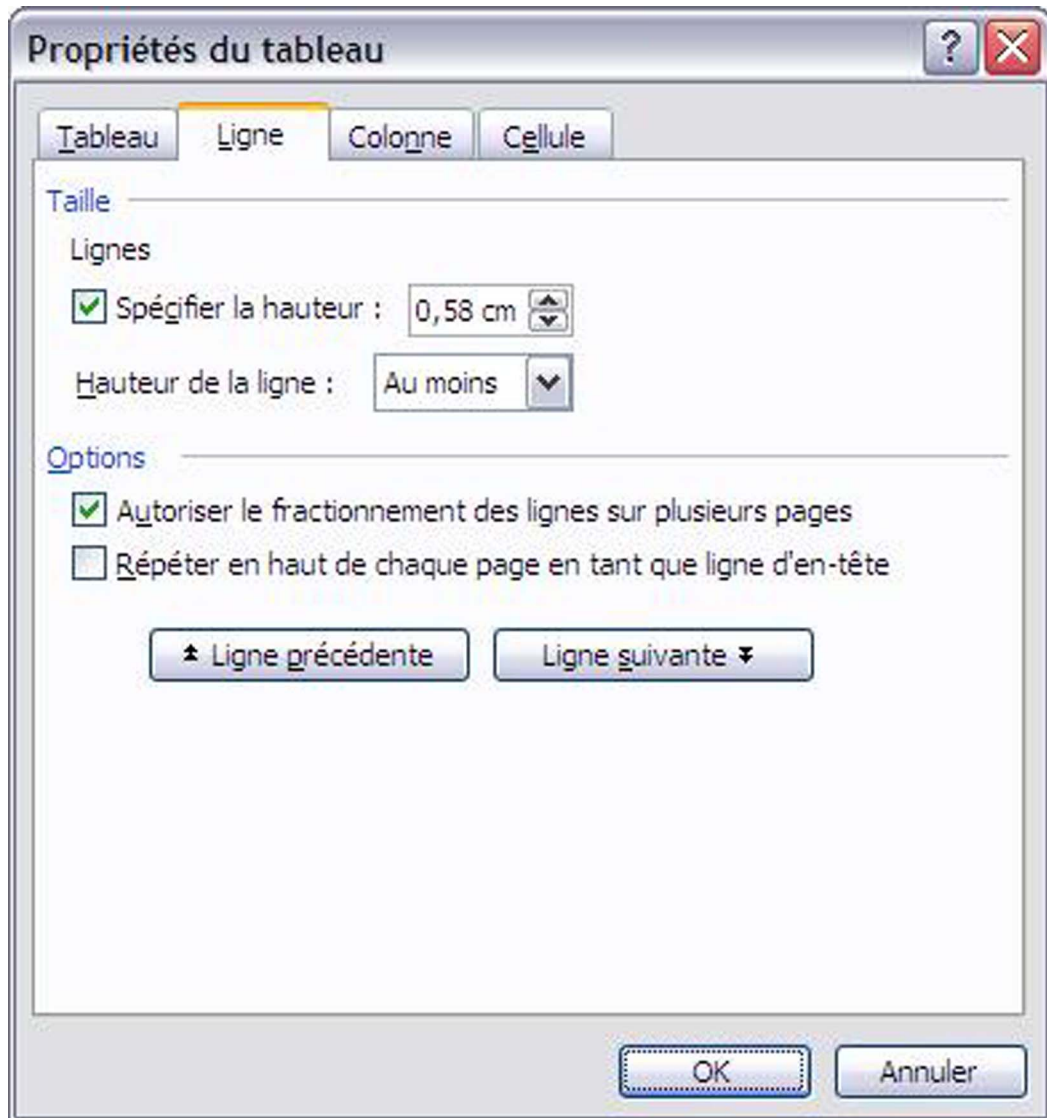 Propriétés du tableau ?
Tableau Ligne Colonne Cellule
Taille
Lignes
Spécifier la hauteur : 0,58 cm
Hauteur de la ligne : Au moins
Options
Autoriser le fractionnement des lignes sur plusieurs pages
Répéter en haut de chaque page en tant que ligne d'en-tête
Ligne précédente Ligne suivante
OK Annuler